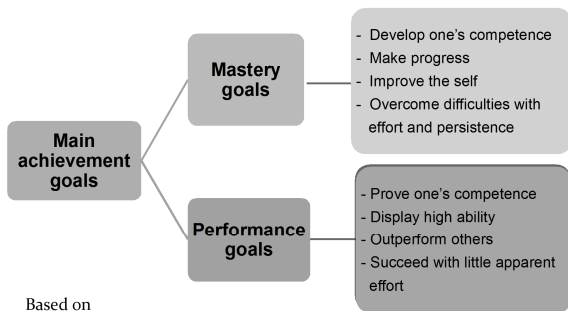 Main
achievement
goals
Mastery
goals
- Develop one’s competence
- Make progress
- Improve the self
- Overcome difficulties with
effort and persistence
Performance
goals
- Prove one’s competence
- Display high ability
- Outperform others
- Succeed with little apparent
effort
Based on